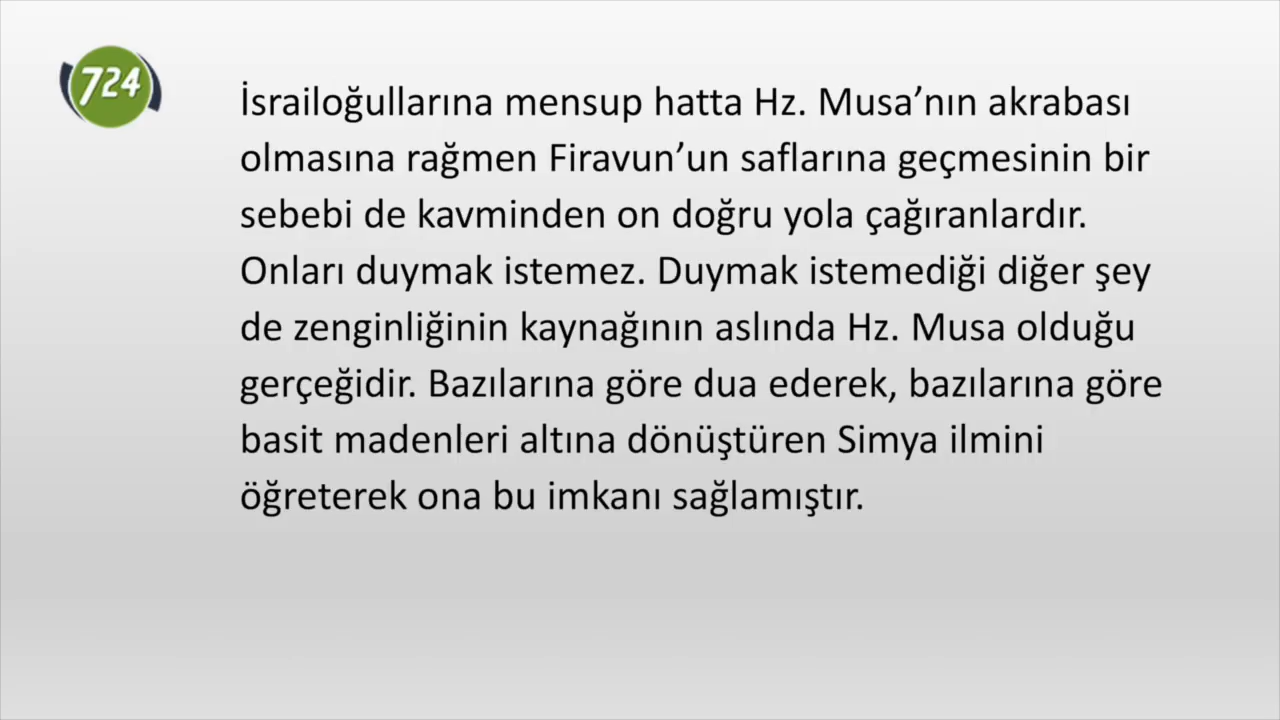 724
İsrailoğullarına mensup hatta Hz. Musa’nın akrabası
olmasına rağmen Firavun’un saflarına geçmesinin bir
sebebi de kavminden on doğru yola çağıranlardır.
Onları duymak istemez. Duymak istemediği diğer şey
de zenginliğinin kaynağının aslında Hz. Musa olduğu
gerçeğidir. Bazılarına göre dua ederek, bazılarına göre
basit madenleri altına dönüştüren Simya ilmini
öğreterek ona bu imkanı sağlamıştır.